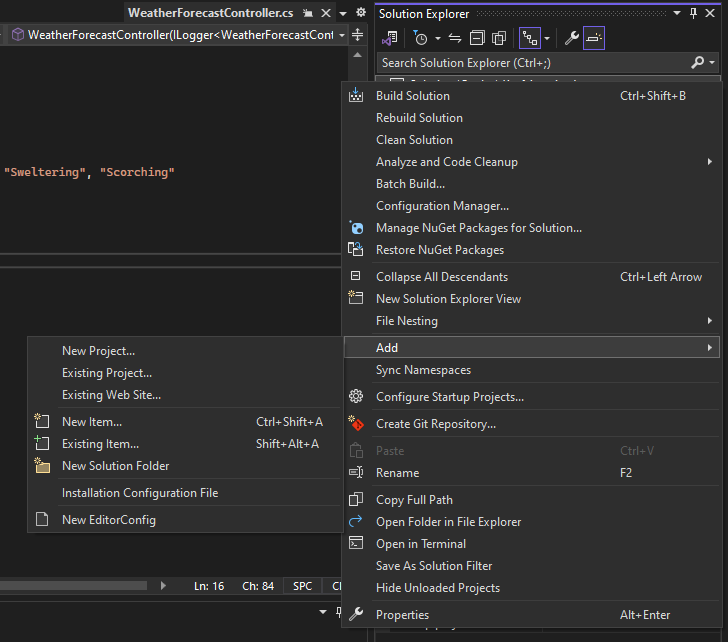 WeatherForecastController.cs
Solution Explorer
WeatherForecastController(ILogger<WeatherForecastCont
Search Solution Explorer (Ctrl+;)
"Sweltering", "Scorching"
Build Solution Ctrl+Shift+B
Rebuild Solution
Clean Solution
Analyze and Code Cleanup
Batch Build...
Configuration Manager...
Manage NuGet Packages for Solution...
Restore NuGet Packages
Collapse All Descendants Ctrl+Left Arrow
New Solution Explorer View
File Nesting
Add
Sync Namespaces
Configure Startup Projects...
Create Git Repository...
Paste Ctrl+V
Rename F2
Copy Full Path
Open Folder in File Explorer
Open in Terminal
Save As Solution Filter
Hide Unloaded Projects
Properties Alt+Enter
New Project...
Existing Project...
Existing Web Site...
New Item... Ctrl+Shift+A
Existing Item... Shift+Alt+A
New Solution Folder
Installation Configuration File
New EditorConfig
Ln: 16 Ch: 84 SPC